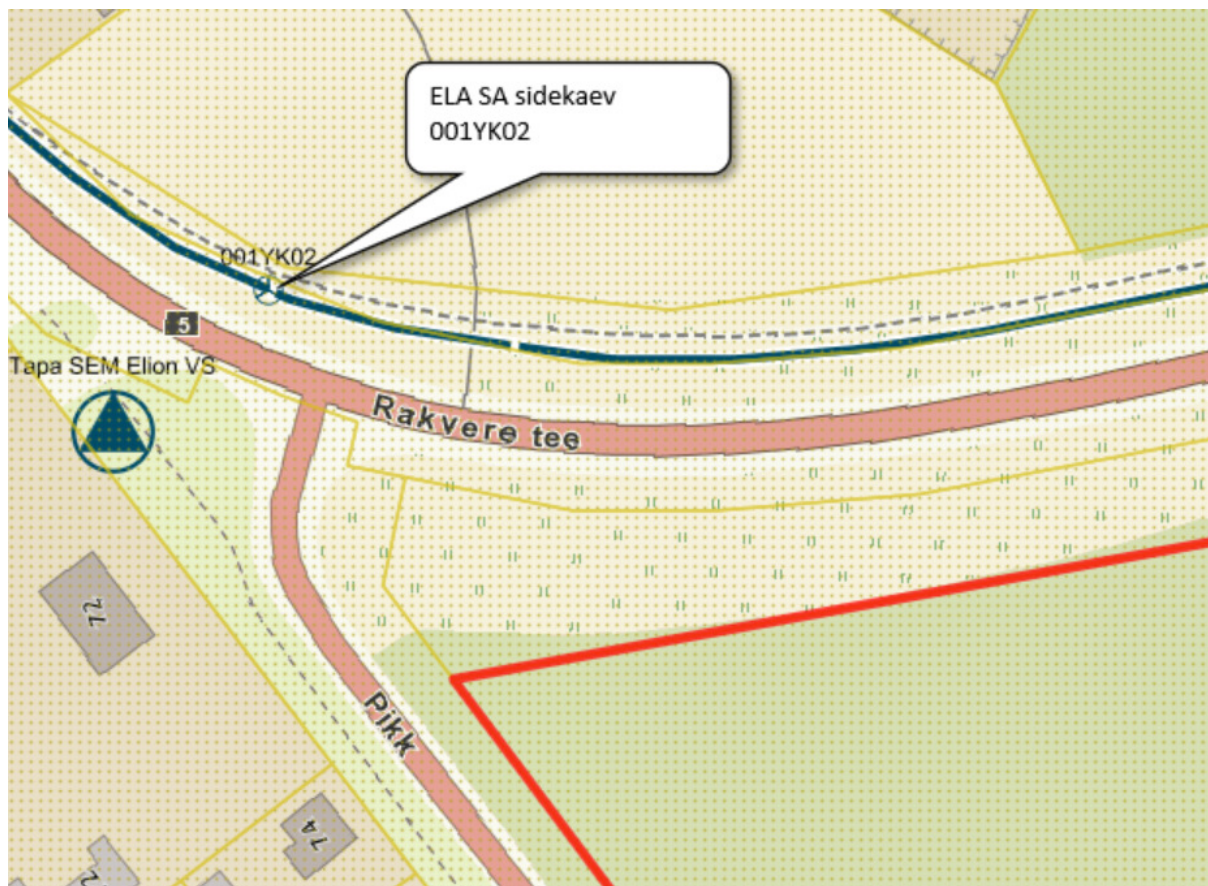 ELA SA sidekaev
001YK02
001YK02
5
Tapa SEM Elion VS
Rakvere tee
72
Pikk
74